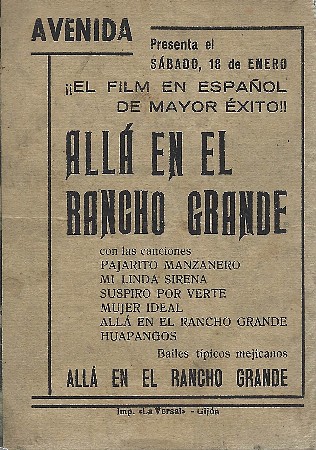 AVENIDA
Presenta el
SÁBADO, 18 de ENERO
¡¡EL FILM EN ESPAÑOL
DE MAYOR ÉXITO!!
ALLÁ EN EL
RANCHO GRANDE
con las canciones
PAJARITO MANZANERO
MI LINDA SIRENA
SUSPIRO POR VERTE
MUJER IDEAL
ALLÁ EN EL RANCHO GRANDE
HUAPANGOS
Bailes típicos mejicanos
ALLÁ EN EL RANCHO GRANDE
Imp. «La Versal» - Gijón